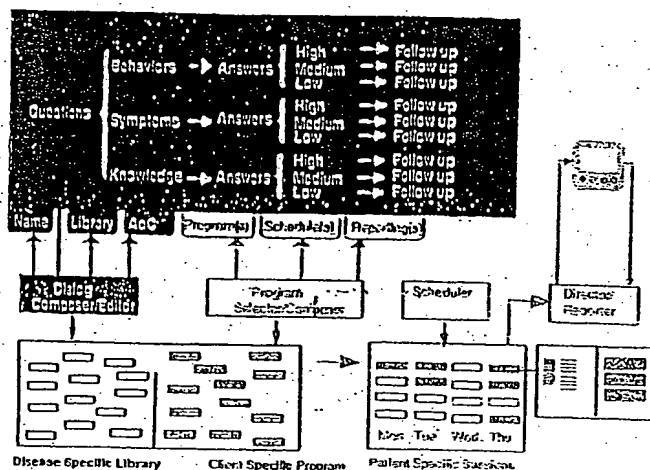 High → Follow up
Behaviors → Answers Medium → Follow up
Low → Follow up
High → Follow up
Questions Symptoms → Answers Medium → Follow up
Low → Follow up
High → Follow up
Knowledge → Answers Medium → Follow up
Low → Follow up
Name Library Program(s) Schedule(s) Reporting(s)
Dialog
Composer/Editor
Program
Selector/Composer
Scheduler
Director/
Reporter
Mon Tue Wed. Thu
Disease Specific Library Client Specific Program Patient Specific